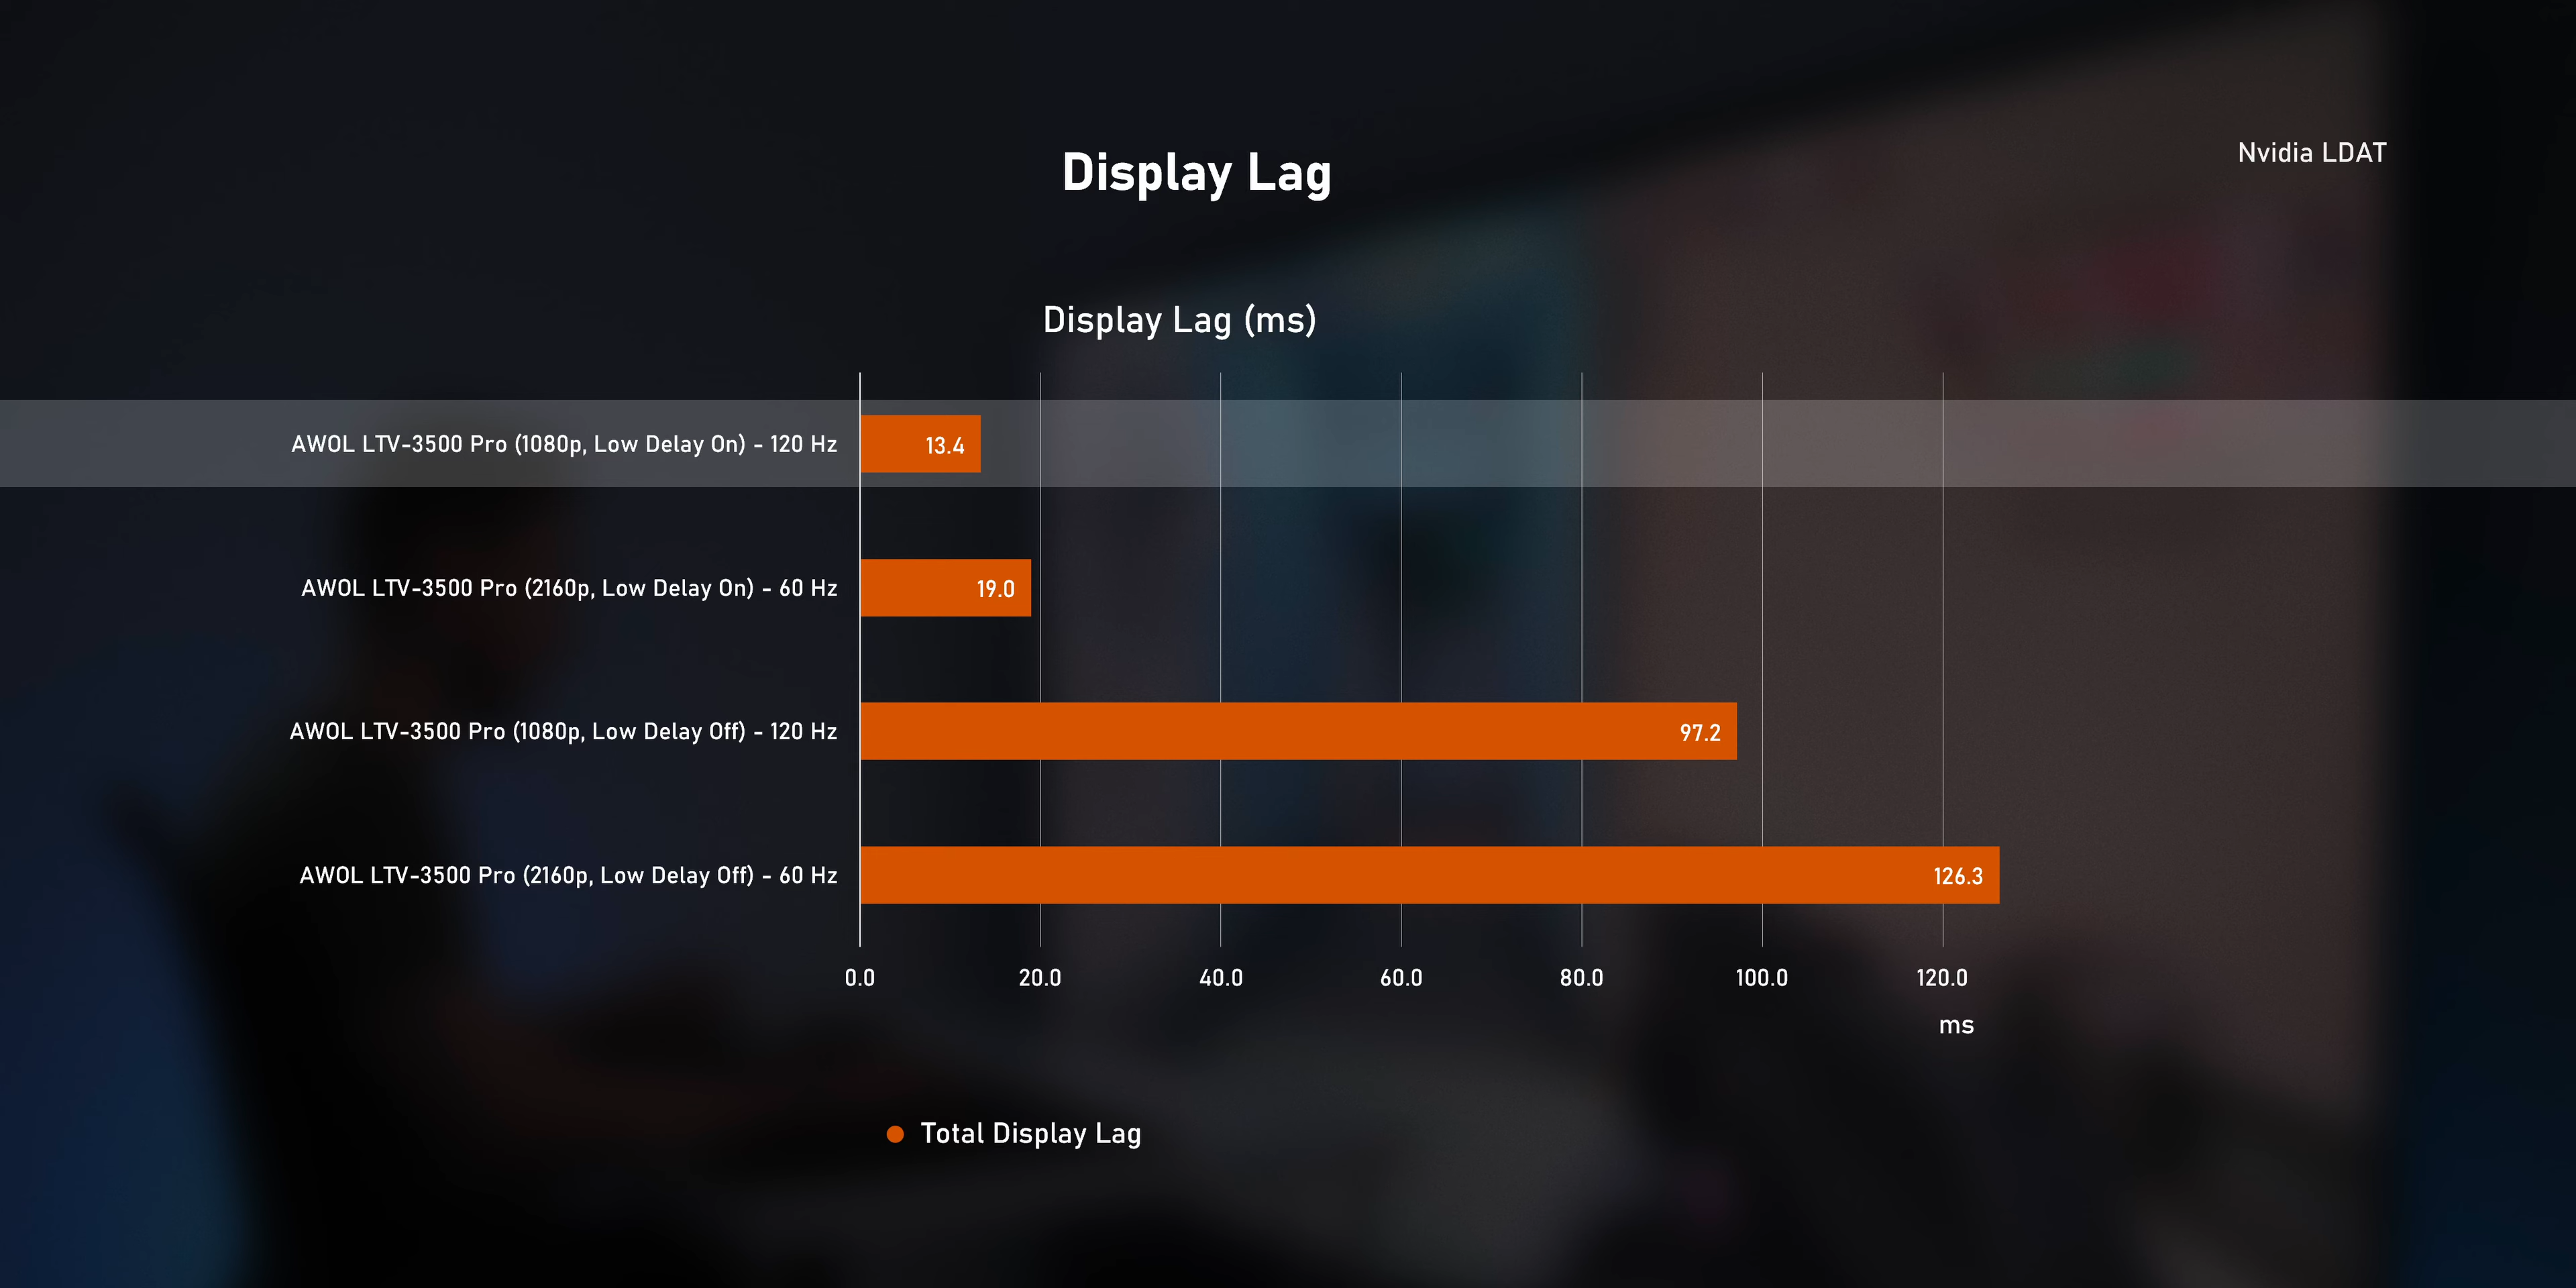 Display Lag
Nvidia LDAT
Display Lag (ms)
AWOL LTV-3500 Pro (1080p, Low Delay On) - 120 Hz
13.4
AWOL LTV-3500 Pro (2160p, Low Delay On) - 60 Hz
19.0
AWOL LTV-3500 Pro (1080p, Low Delay Off) - 120 Hz
97.2
AWOL LTV-3500 Pro (2160p, Low Delay Off) - 60 Hz
126.3
0.0 20.0 40.0 60.0 80.0 100.0 120.0
ms
Total Display Lag